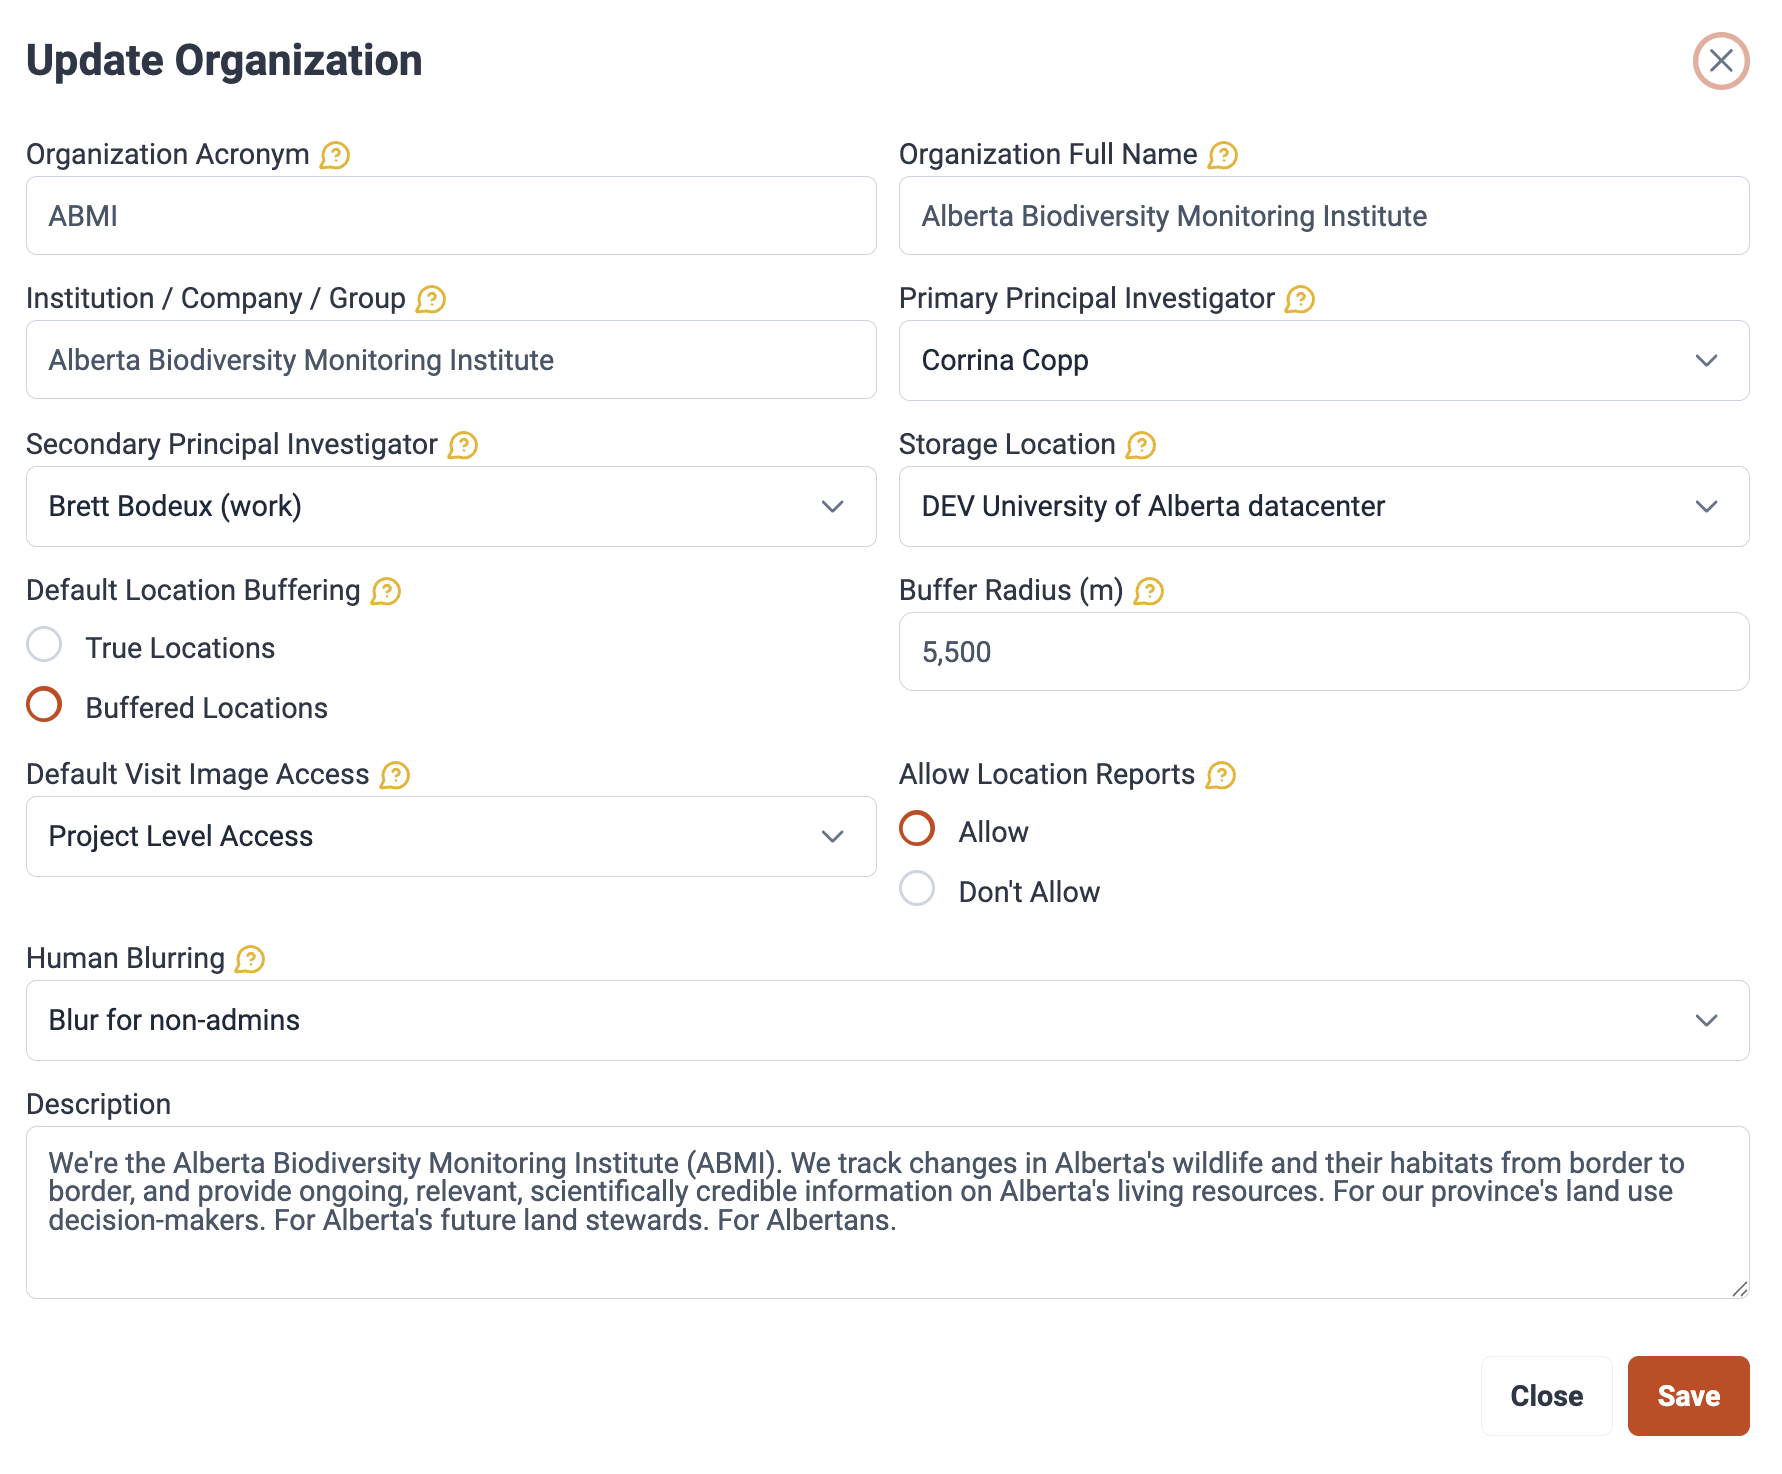 Update Organization
Organization Acronym
Organization Full Name
ABMI
Alberta Biodiversity Monitoring Institute
Institution / Company / Group
Primary Principal Investigator
Alberta Biodiversity Monitoring Institute
Corrina Copp
Secondary Principal Investigator
Storage Location
Brett Bodeux (work)
DEV University of Alberta datacenter
Default Location Buffering
Buffer Radius (m)
True Locations
5,500
Buffered Locations
Default Visit Image Access
Allow Location Reports
Project Level Access
Allow
Don't Allow
Human Blurring
Blur for non-admins
Description
We're the Alberta Biodiversity Monitoring Institute (ABMI). We track changes in Alberta's wildlife and their habitats from border to
border, and provide ongoing, relevant, scientifically credible information on Alberta's living resources. For our province's land use
decision-makers. For Alberta's future land stewards. For Albertans.
Close
Save